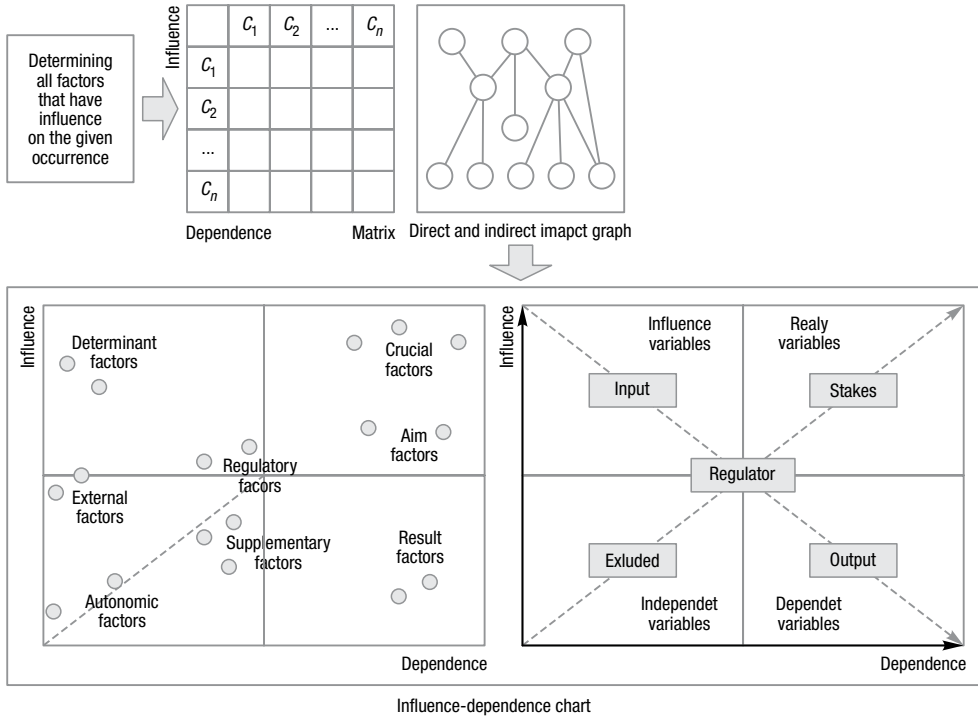 Determining
all factors
that have
influence
on the given
occurrence
Influence
C1 C2 ... Cn
C1
C2
...
Cn
Dependence Matrix
Direct and indirect imapct graph
Influence
Determinant
factors
Crucial
factors
Aim
factors
Regulatory
facors
External
factors
Supplementary
factors
Result
factors
Autonomic
factors
Dependence
Influence
Influence
variables
Realy
variables
Input
Stakes
Regulator
Exluded
Output
Independet
variables
Dependet
variables
Dependence
Influence-dependence chart